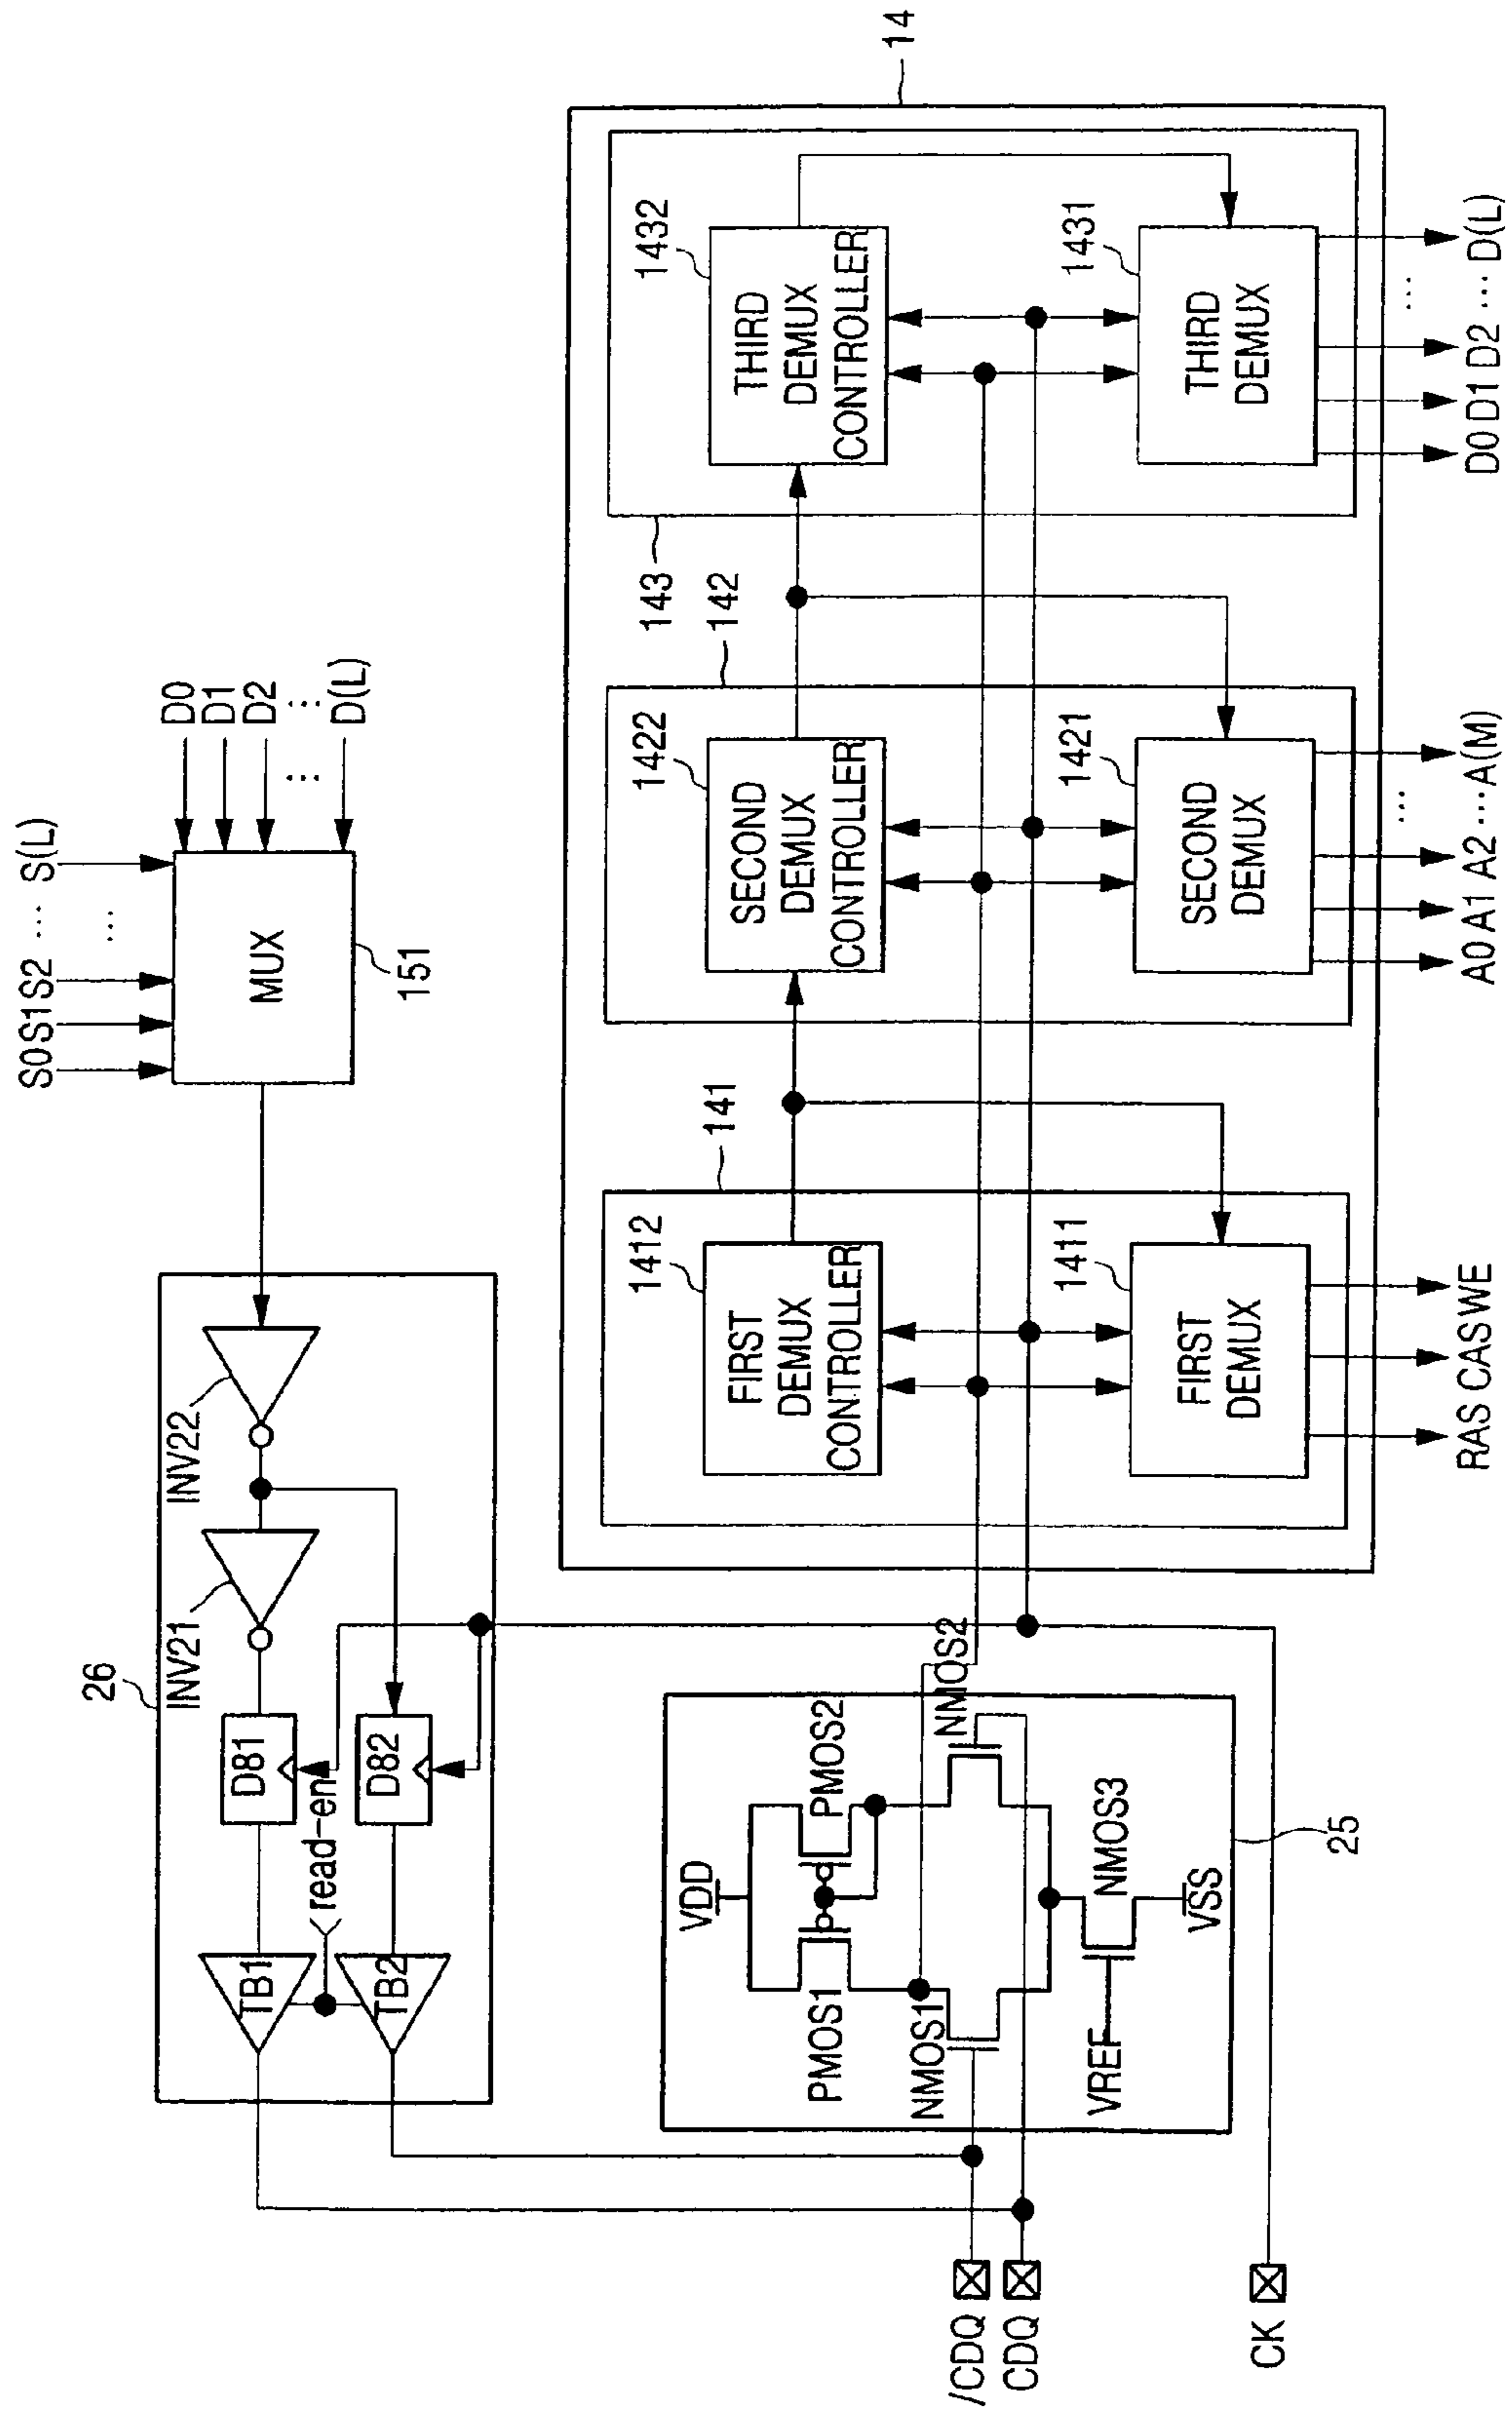 S0 S1 S2 ... S(L)
D0
D1
D2
⋮
D(L)
MUX
151
26
INV21
INV22
D81
D82
read-en
TB1
TB2
14
143
142
141
1432
THIRD
DEMUX
CONTROLLER
1431
THIRD
DEMUX
D0 D1 D2 ... D(L)
1422
SECOND
DEMUX
CONTROLLER
1421
SECOND
DEMUX
A0 A1 A2 ... A(M)
1412
FIRST
DEMUX
CONTROLLER
1411
FIRST
DEMUX
RAS CAS WE
VDD
PMOS1
PMOS2
NMOS1
NMOS2
NMOS3
VREF
VSS
25
/CDQ
CDQ
CK